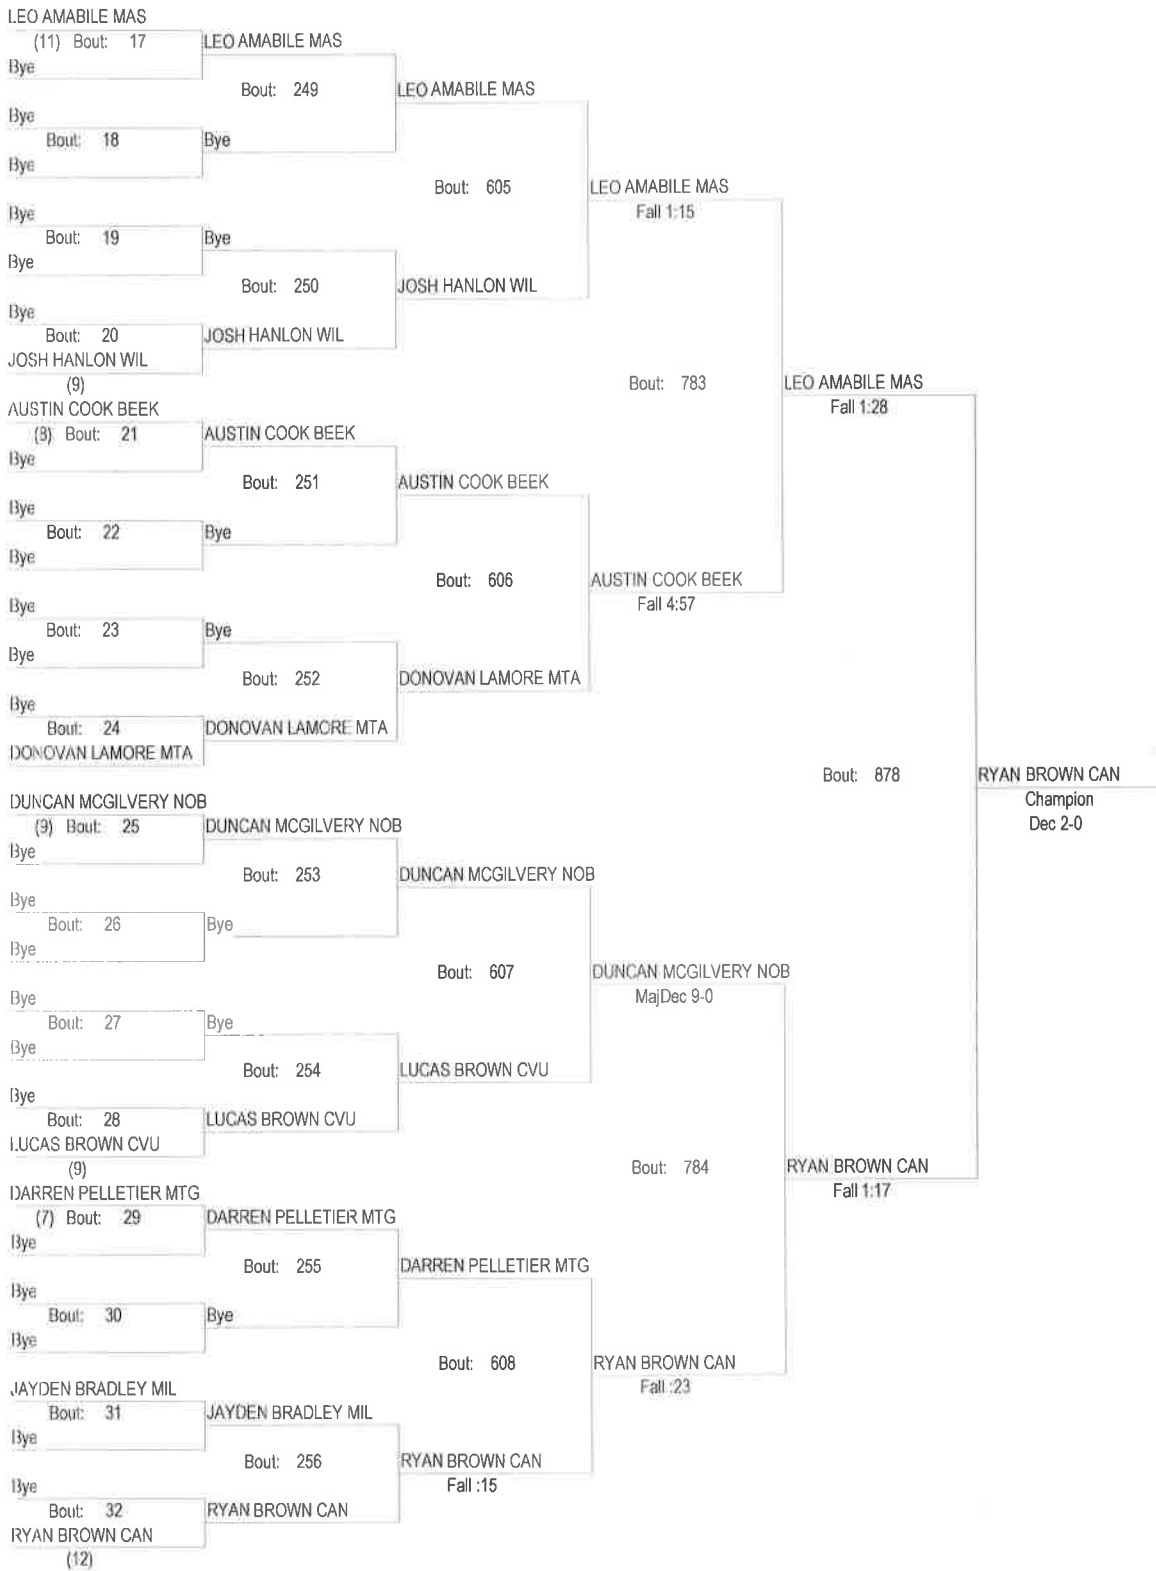 LEO AMABILE MAS
(11) Bout: 17 LEO AMABILE MAS
Bye
Bout: 249 LEO AMABILE MAS
Bye
Bout: 18 Bye
Bye
Bout: 605 LEO AMABILE MAS
Fall 1:15
Bye
Bout: 19 Bye
Bye
Bout: 250 JOSH HANLON WIL
Bye
Bout: 20 JOSH HANLON WIL
JOSH HANLON WIL
(9)
Bout: 783 LEO AMABILE MAS
Fall 1:28
AUSTIN COOK BEEK
(8) Bout: 21 AUSTIN COOK BEEK
Bye
Bout: 251 AUSTIN COOK BEEK
Bye
Bout: 22 Bye
Bye
Bout: 606 AUSTIN COOK BEEK
Fall 4:57
Bye
Bout: 23 Bye
Bye
Bout: 252 DONOVAN LAMORE MTA
Bye
Bout: 24 DONOVAN LAMORE MTA
DONOVAN LAMORE MTA
Bout: 878 RYAN BROWN CAN
Champion
Dec 2-0
DUNCAN MCGILVERY NOB
(9) Bout: 25 DUNCAN MCGILVERY NOB
Bye
Bout: 253 DUNCAN MCGILVERY NOB
Bye
Bout: 26 Bye
Bye
Bout: 607 DUNCAN MCGILVERY NOB
MajDec 9-0
Bye
Bout: 27 Bye
Bye
Bout: 254 LUCAS BROWN CVU
Bye
Bout: 28 LUCAS BROWN CVU
LUCAS BROWN CVU
(9)
Bout: 784 RYAN BROWN CAN
Fall 1:17
DARREN PELLETIER MTG
(7) Bout: 29 DARREN PELLETIER MTG
Bye
Bout: 255 DARREN PELLETIER MTG
Bye
Bout: 30 Bye
Bye
Bout: 608 RYAN BROWN CAN
Fall :23
JAYDEN BRADLEY MIL
Bout: 31 JAYDEN BRADLEY MIL
Bye
Bout: 256 RYAN BROWN CAN
Fall :15
Bye
Bout: 32 RYAN BROWN CAN
RYAN BROWN CAN
(12)